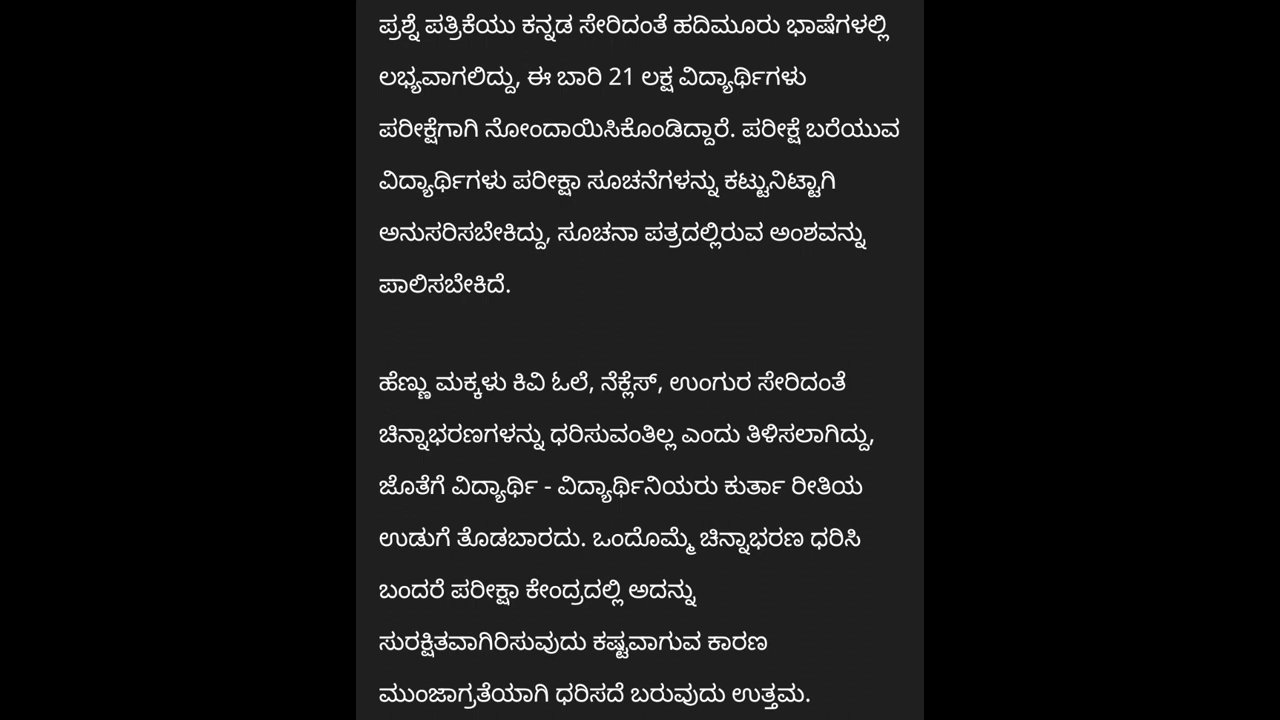 ಪ್ರಶ್ನೆ ಪತ್ರಿಕೆಯು ಕನ್ನಡ ಸೇರಿದಂತೆ ಹದಿಮೂರು ಭಾಷೆಗಳಲ್ಲಿ
ಲಭ್ಯವಾಗಲಿದ್ದು, ಈ ಬಾರಿ 21 ಲಕ್ಷ ವಿದ್ಯಾರ್ಥಿಗಳು
ಪರೀಕ್ಷೆಗಾಗಿ ನೋಂದಾಯಿಸಿಕೊಂಡಿದ್ದಾರೆ. ಪರೀಕ್ಷೆ ಬರೆಯುವ
ವಿದ್ಯಾರ್ಥಿಗಳು ಪರೀಕ್ಷಾ ಸೂಚನೆಗಳನ್ನು ಕಟ್ಟುನಿಟ್ಟಾಗಿ
ಅನುಸರಿಸಬೇಕಿದ್ದು, ಸೂಚನಾ ಪತ್ರದಲ್ಲಿರುವ ಅಂಶವನ್ನು
ಪಾಲಿಸಬೇಕಿದೆ.
ಹೆಣ್ಣು ಮಕ್ಕಳು ಕಿವಿ ಓಲೆ, ನೆಕ್ಲೆಸ್, ಉಂಗುರ ಸೇರಿದಂತೆ
ಚಿನ್ನಾಭರಣಗಳನ್ನು ಧರಿಸುವಂತಿಲ್ಲ ಎಂದು ತಿಳಿಸಲಾಗಿದ್ದು,
ಜೊತೆಗೆ ವಿದ್ಯಾರ್ಥಿ - ವಿದ್ಯಾರ್ಥಿನಿಯರು ಕುರ್ತಾ ರೀತಿಯ
ಉಡುಗೆ ತೊಡಬಾರದು. ಒಂದೊಮ್ಮೆ ಚಿನ್ನಾಭರಣ ಧರಿಸಿ
ಬಂದರೆ ಪರೀಕ್ಷಾ ಕೇಂದ್ರದಲ್ಲಿ ಅದನ್ನು
ಸುರಕ್ಷಿತವಾಗಿರಿಸುವುದು ಕಷ್ಟವಾಗುವ ಕಾರಣ
ಮುಂಜಾಗ್ರತೆಯಾಗಿ ಧರಿಸದೆ ಬರುವುದು ಉತ್ತಮ.